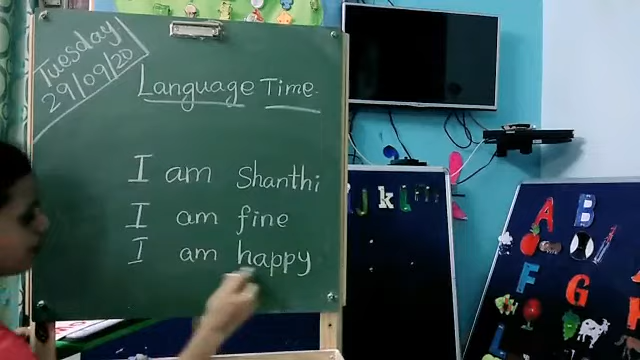 Tuesday
29/09/20
Language Time.
I am Shanthi
I am fine
I am happy
j k l m
A B
F G
L